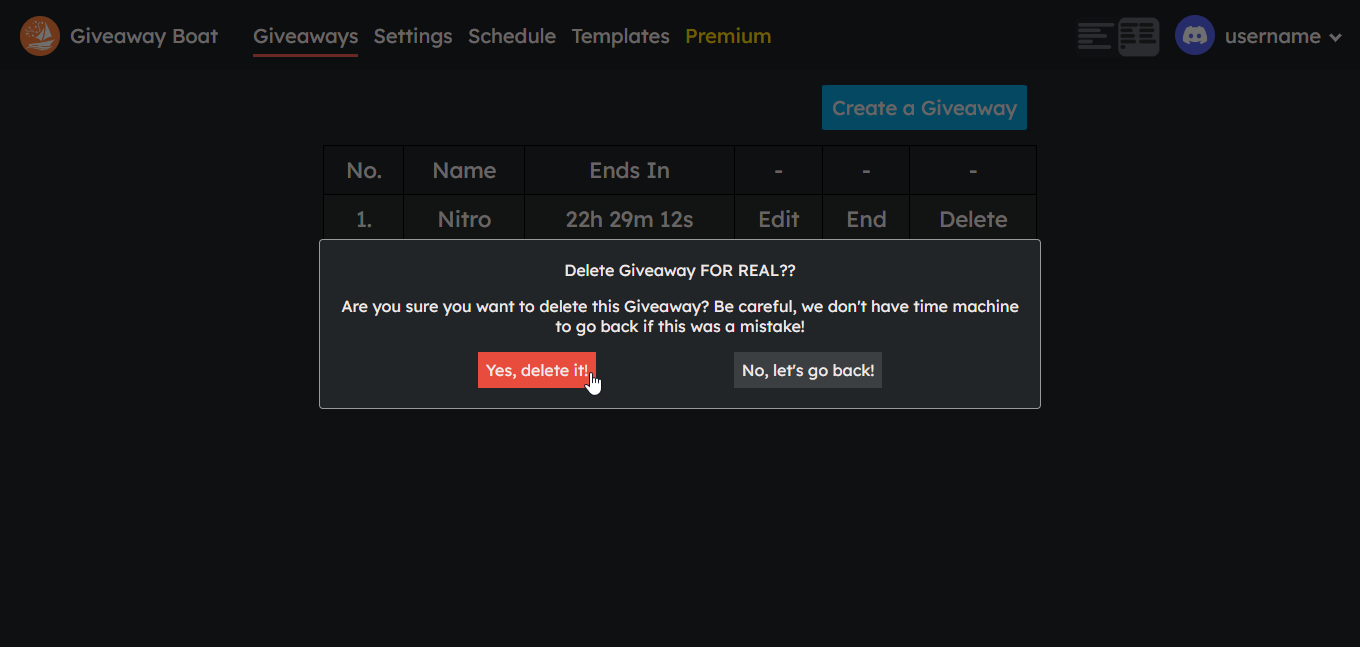 Giveaway Boat Giveaways Settings Schedule Templates Premium username
Create a Giveaway
No. Name Ends In - - -
1. Nitro 22h 29m 12s Edit End Delete
Delete Giveaway FOR REAL??
Are you sure you want to delete this Giveaway? Be careful, we don't have time machine
to go back if this was a mistake!
Yes, delete it! No, let's go back!